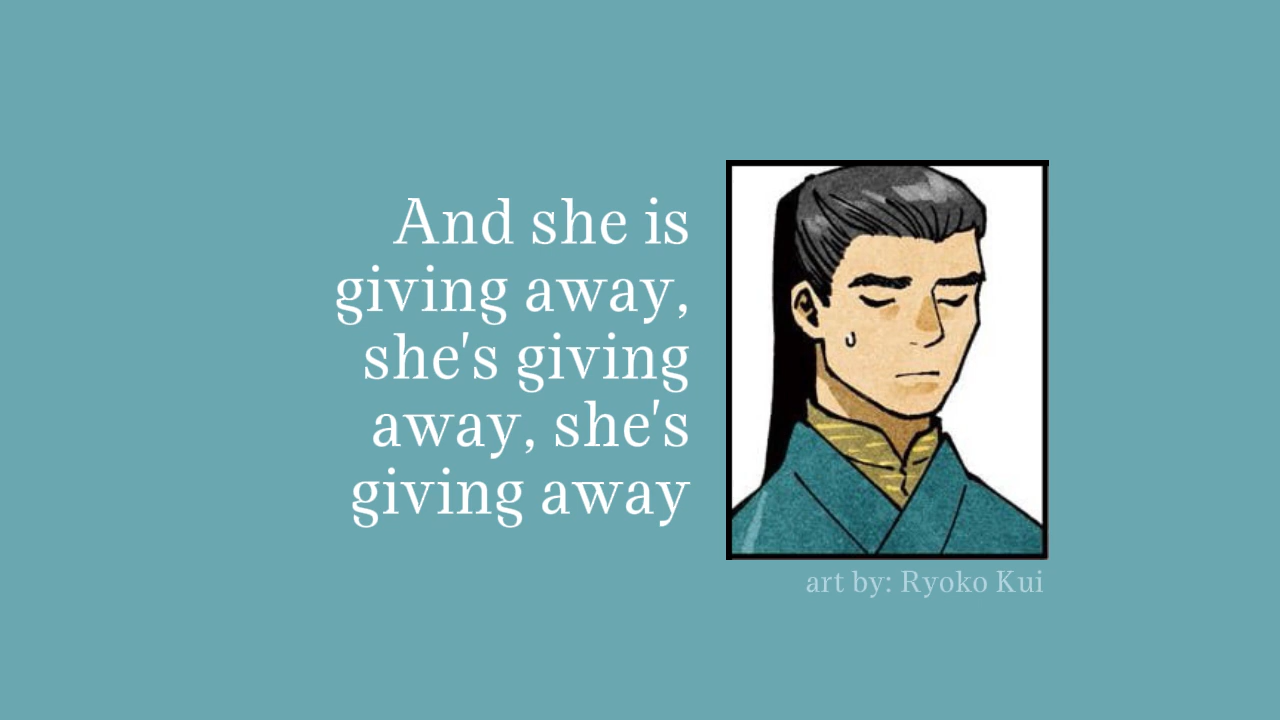 And she is
giving away,
she's giving
away, she's
giving away
art by: Ryoko Kui